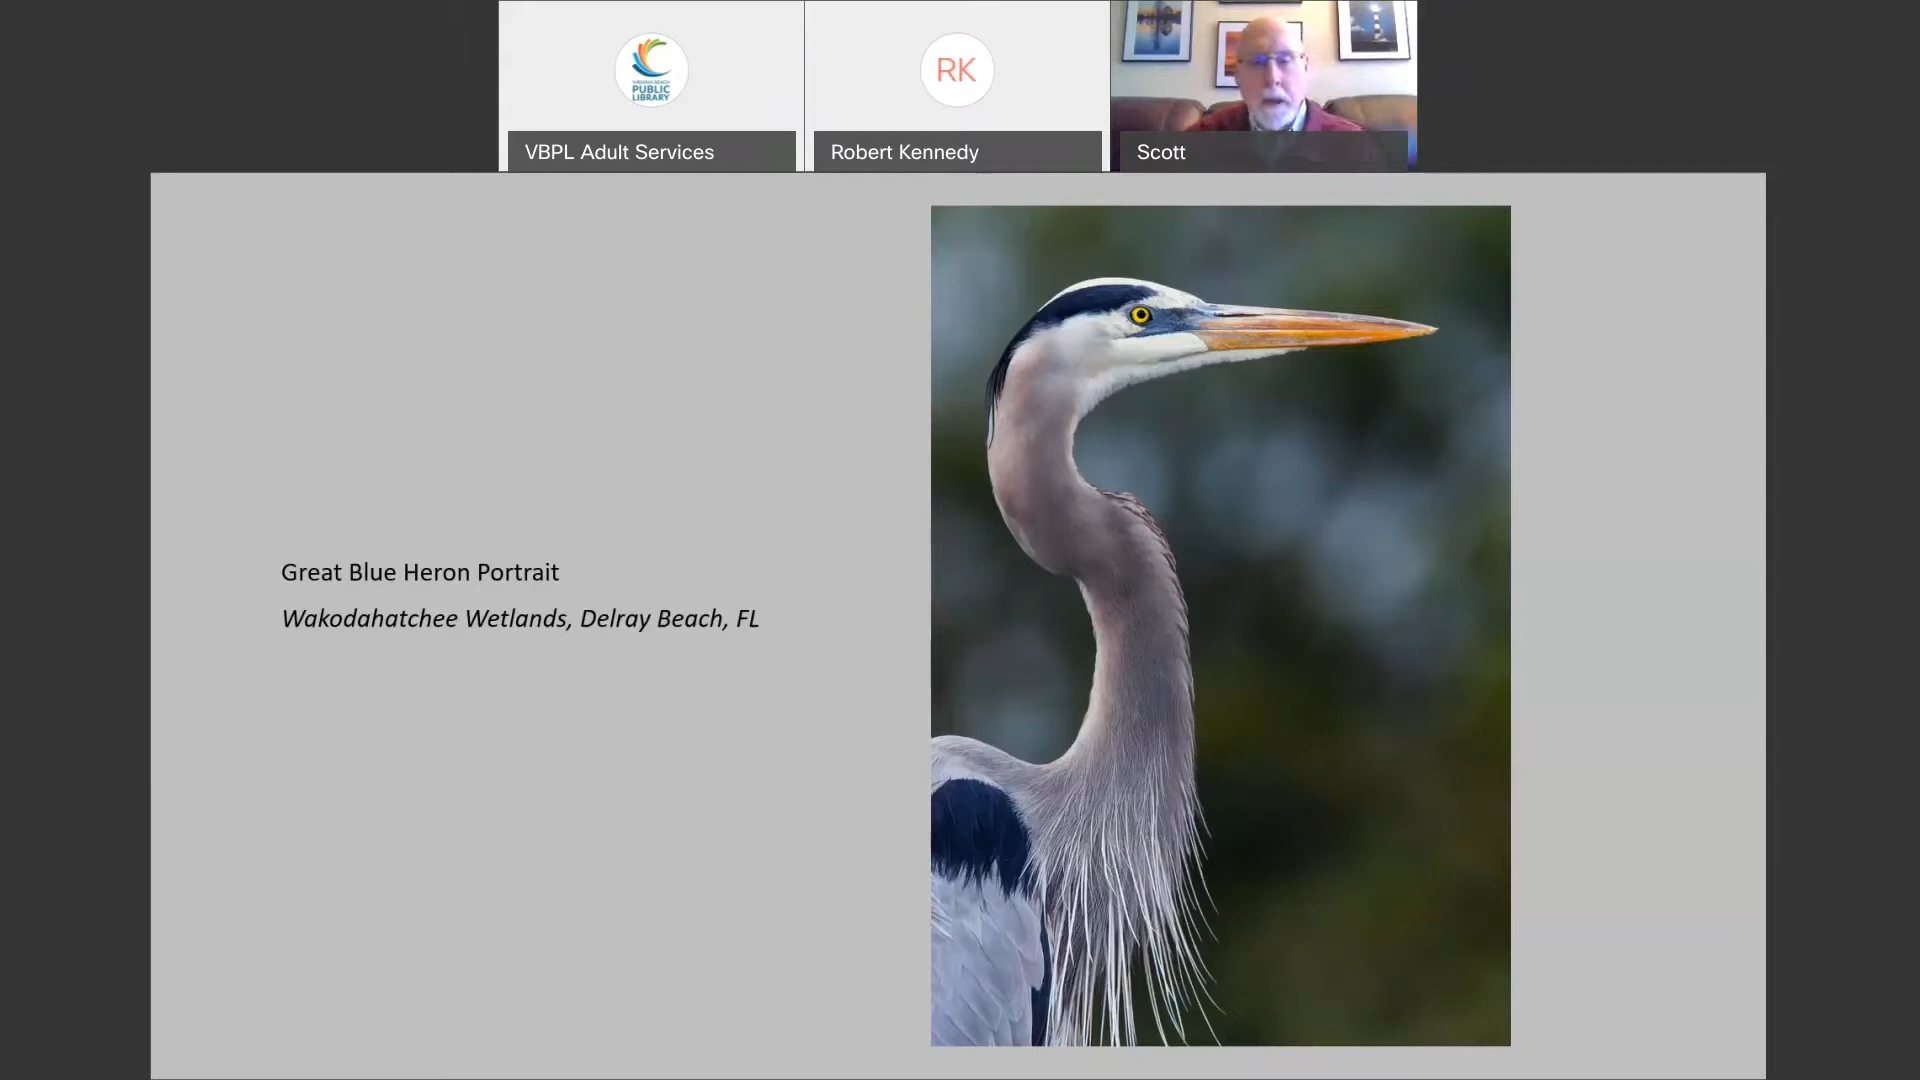 VIRGINIA BEACH
PUBLIC
LIBRARY
RK
VBPL Adult Services
Robert Kennedy
Scott
Great Blue Heron Portrait
Wakodahatchee Wetlands, Delray Beach, FL